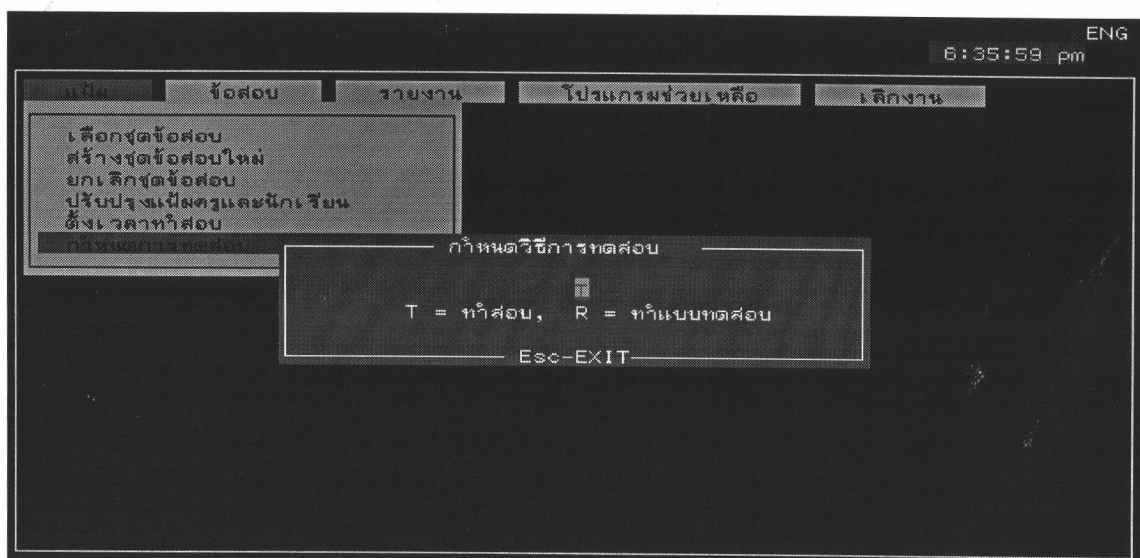 ENG
6:35:59 pm
แฟ้ม ข้อสอบ รายงาน โปรแกรมช่วยเหลือ เลิกงาน
เลือกชุดข้อสอบ
สร้างชุดข้อสอบใหม่
ยกเลิกชุดข้อสอบ
ปรับปรุงแฟ้มครูและนักเรียน
ตั้งเวลาทำสอบ
กำหนดการทดสอบ
กำหนดวิธีการทดสอบ
T
T = ทำสอบ, R = ทำแบบทดสอบ
Esc-EXIT